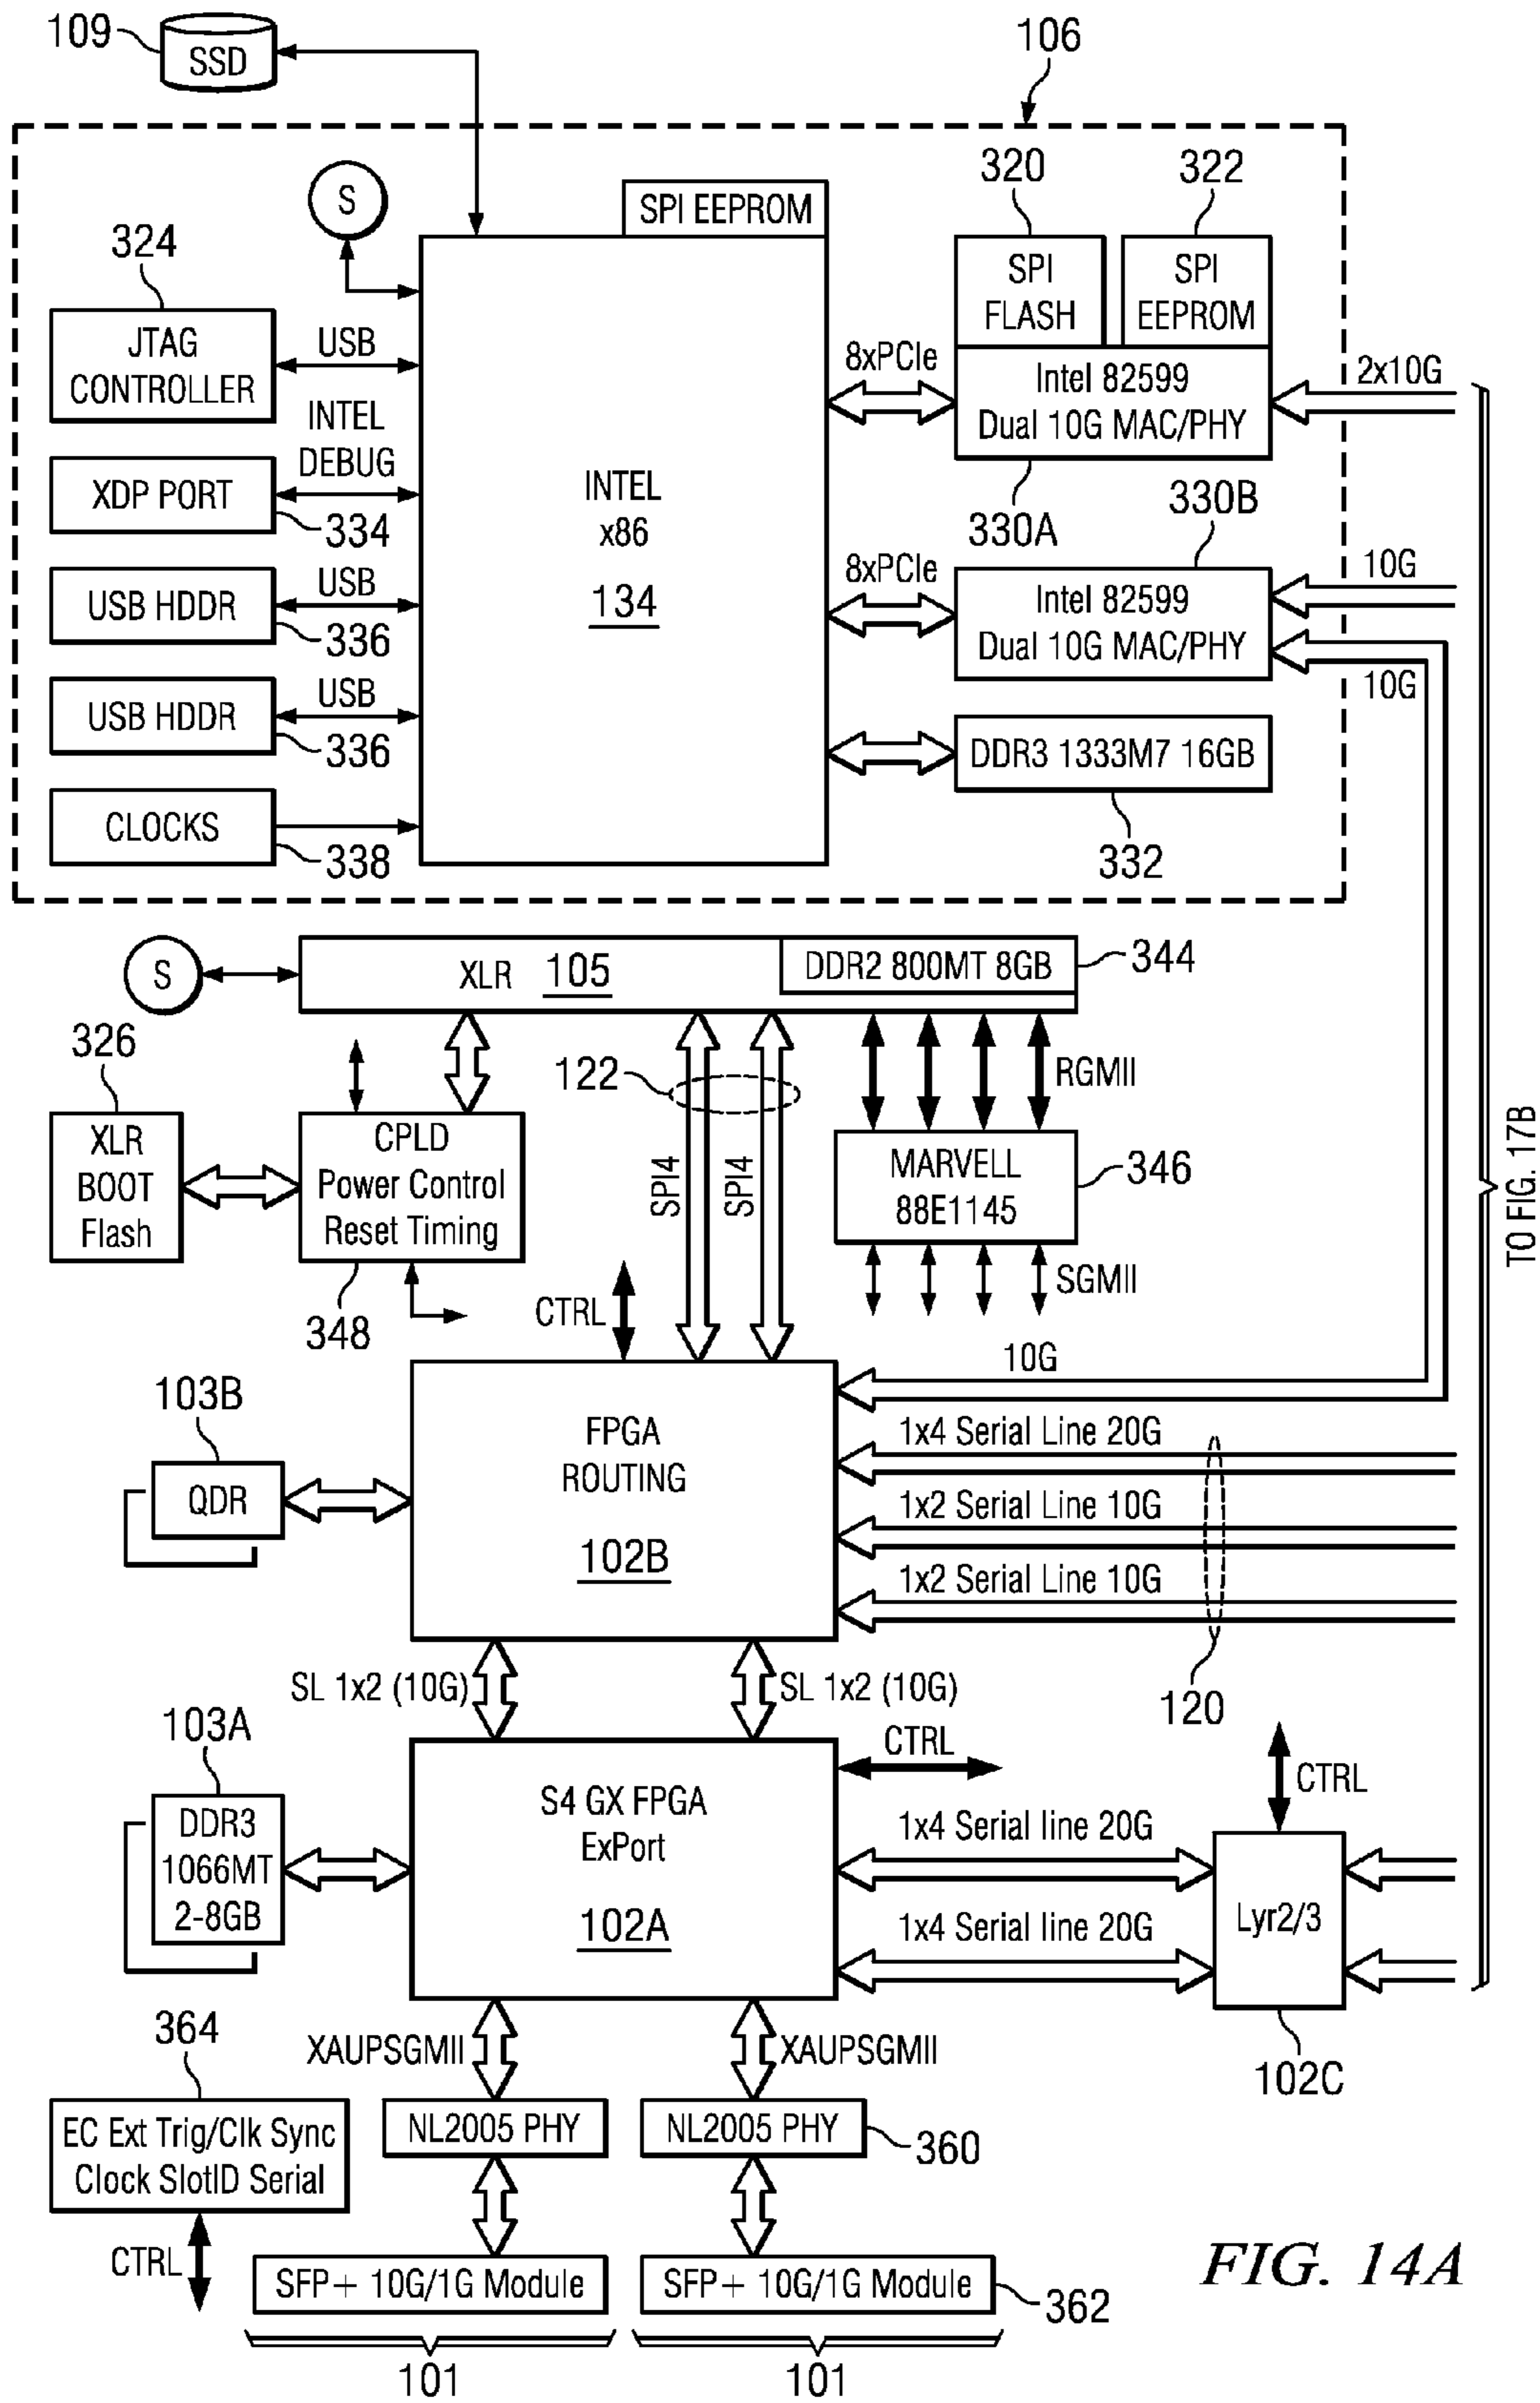 109
SSD
106
S
SPI EEPROM
320
322
324
JTAG
CONTROLLER
USB
SPI
FLASH
SPI
EEPROM
8xPCIe
Intel 82599
Dual 10G MAC/PHY
2x10G
INTEL
DEBUG
XDP PORT
334
INTEL
x86
134
330A
330B
USB HDDR
USB
336
8xPCIe
Intel 82599
Dual 10G MAC/PHY
10G
10G
USB HDDR
USB
336
DDR3 1333M7 16GB
332
CLOCKS
338
S
XLR 105
DDR2 800MT 8GB
344
326
XLR
BOOT
Flash
CPLD
Power Control
Reset Timing
348
122
SPI4
SPI4
RGMII
MARVELL
88E1145
346
SGMII
TO FIG. 17B
CTRL
10G
103B
QDR
FPGA
ROUTING
102B
1x4 Serial Line 20G
1x2 Serial Line 10G
1x2 Serial Line 10G
120
SL 1x2 (10G)
SL 1x2 (10G)
103A
DDR3
1066MT
2-8GB
S4 GX FPGA
ExPort
102A
CTRL
CTRL
1x4 Serial line 20G
1x4 Serial line 20G
Lyr2/3
102C
364
EC Ext Trig/Clk Sync
Clock SlotID Serial
CTRL
XAUPSGMII
XAUPSGMII
NL2005 PHY
NL2005 PHY
360
SFP+ 10G/1G Module
SFP+ 10G/1G Module
362
101
101
FIG. 14A